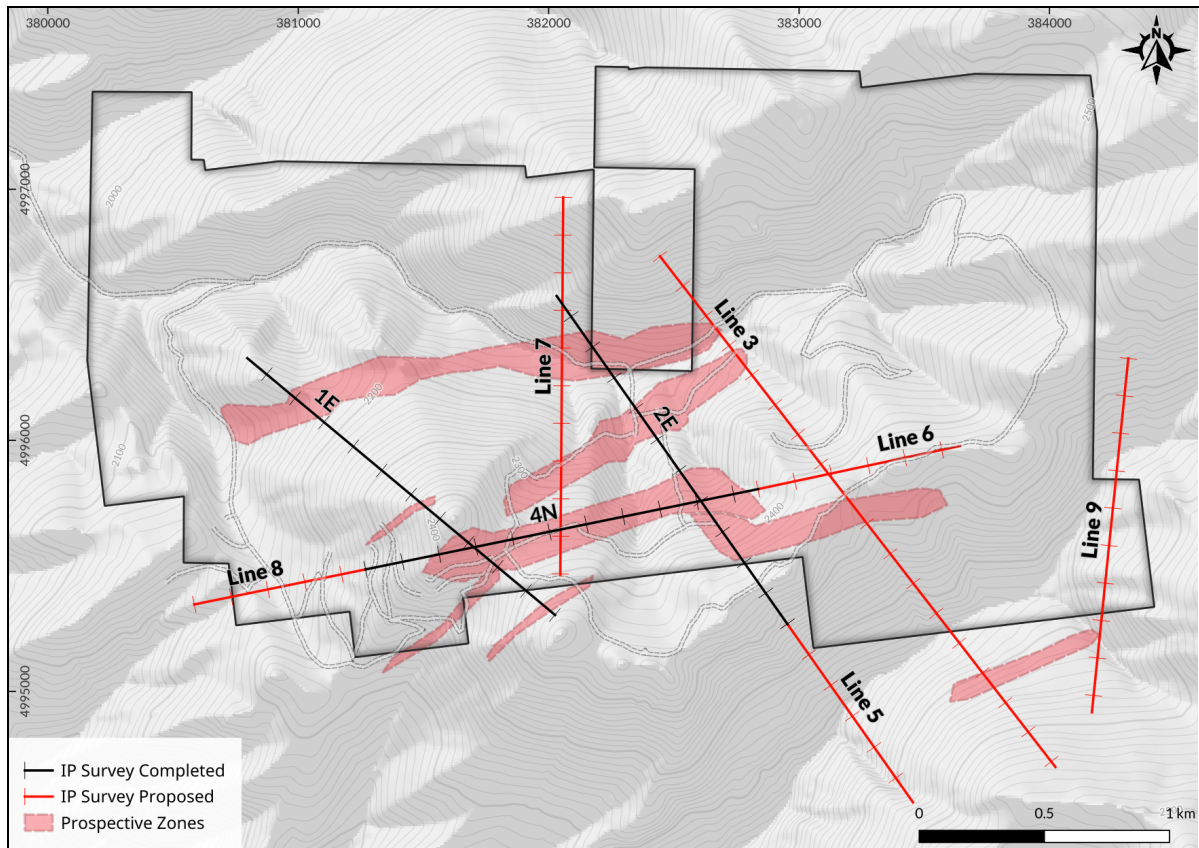 380000
381000
382000
383000
384000
N
2500
4997000
2000
Line 3
Line 7
1E
2200
2E
4996000
Line 6
2100
2300
4N
2400
2400
Line 9
Line 8
4995000
Line 5
IP Survey Completed
IP Survey Proposed
Prospective Zones
0 0.5 1 km